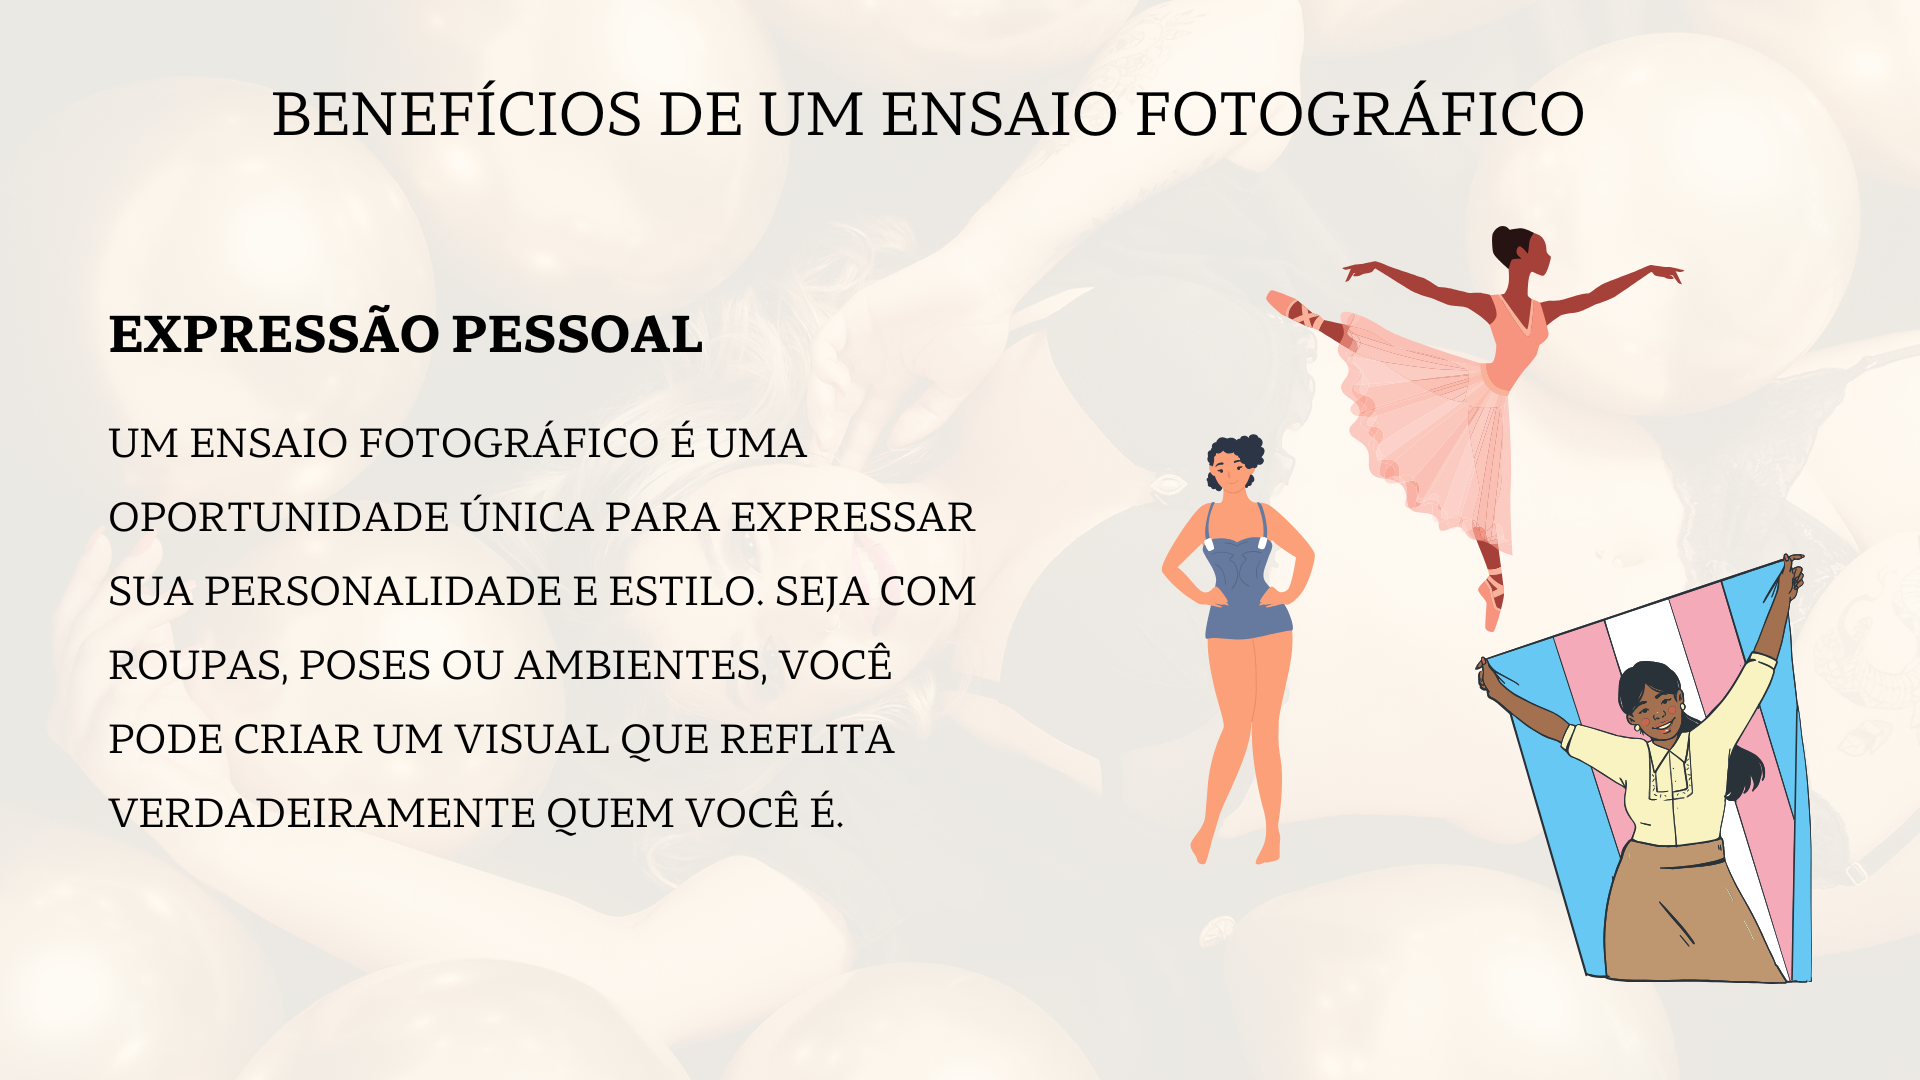 BENEFÍCIOS DE UM ENSAIO FOTOGRÁFICO
EXPRESSÃO PESSOAL
UM ENSAIO FOTOGRÁFICO É UMA
OPORTUNIDADE ÚNICA PARA EXPRESSAR
SUA PERSONALIDADE E ESTILO. SEJA COM
ROUPAS, POSES OU AMBIENTES, VOCÊ
PODE CRIAR UM VISUAL QUE REFLITA
VERDADEIRAMENTE QUEM VOCÊ É.